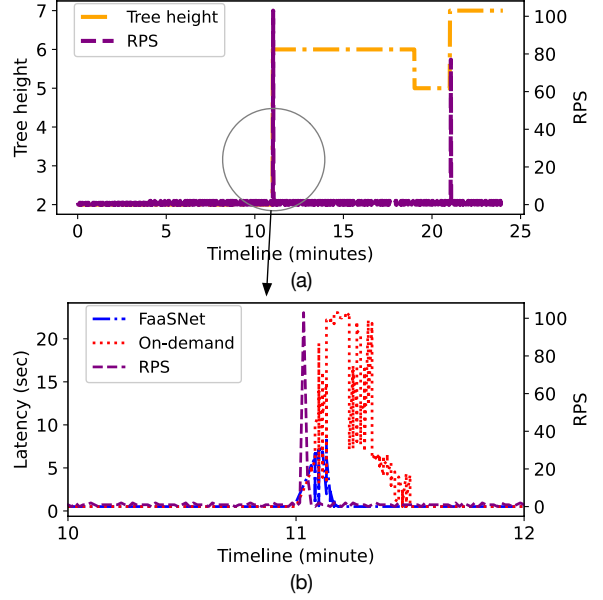 Tree height
RPS
7
6
5
4
3
2
Tree height
100
80
60
40
20
0
RPS
0 5 10 15 20 25
Timeline (minutes)
(a)
FaaSNet
On-demand
RPS
20
15
10
5
0
Latency (sec)
100
80
60
40
20
0
RPS
10 11 12
Timeline (minute)
(b)